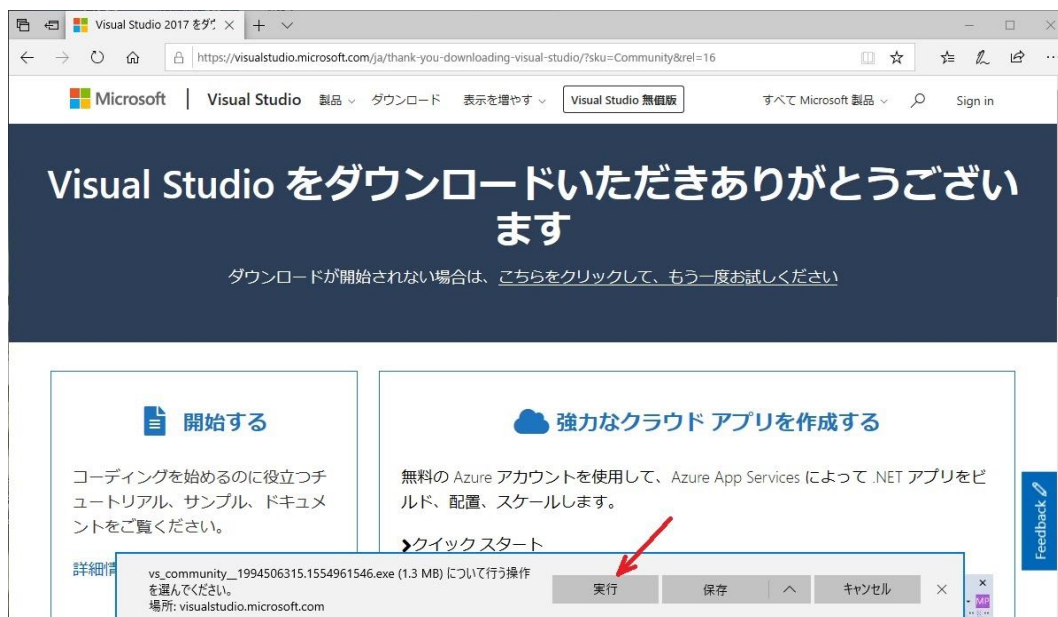 Visual Studio 2017 をダ
https://visualstudio.microsoft.com/ja/thank-you-downloading-visual-studio/?sku=Community&rel=16
Microsoft | Visual Studio 製品 ダウンロード 表示を増やす Visual Studio 無償版 すべて Microsoft 製品 Sign in
Visual Studio をダウンロードいただきありがとうござい
ます
ダウンロードが開始されない場合は、こちらをクリックして、もう一度お試しください
開始する
コーディングを始めるのに役立つチ
ュートリアル、サンプル、ドキュメ
ントをご覧ください。
詳細情
強力なクラウド アプリを作成する
無料の Azure アカウントを使用して、Azure App Services によって .NET アプリをビ
ルド、配置、スケールします。
クイック スタート
Feedback
vs_community__1994506315.1554961546.exe (1.3 MB) について行う操作
を選んでください。
場所: visualstudio.microsoft.com
実行 保存 キャンセル
MP